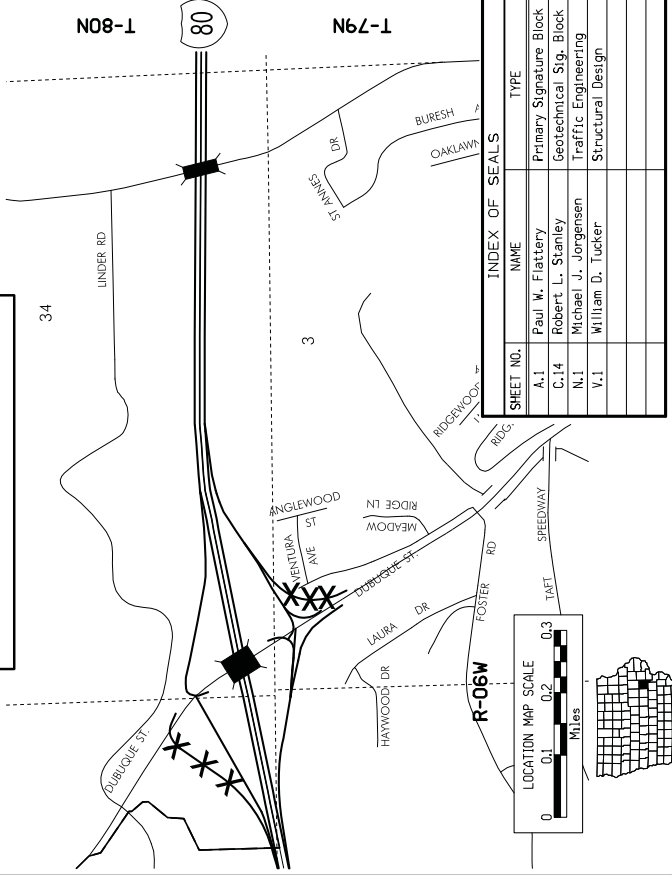 T-80N
80
T-79N
34
LINDER RD
3
ST ANNES
DR
BURESH
OAKLAWN
ANGLEWOOD
ST
VENTURA
AVE
MEADOW
RIDGE LN
RIDGEWOOD
RIDG
DUBUQUE ST.
DUBUQUE ST.
LAURA DR
HAYWOOD DR
FOSTER RD
TAFT SPEEDWAY
R-06W
INDEX OF SEALS
SHEET NO. NAME TYPE
A.1 Paul W. Flattery Primary Signature Block
C.14 Robert L. Stanley Geotechnical Sig. Block
N.1 Michael J. Jorgensen Traffic Engineering
V.1 William D. Tucker Structural Design
LOCATION MAP SCALE
0 0.1 0.2 0.3
Miles